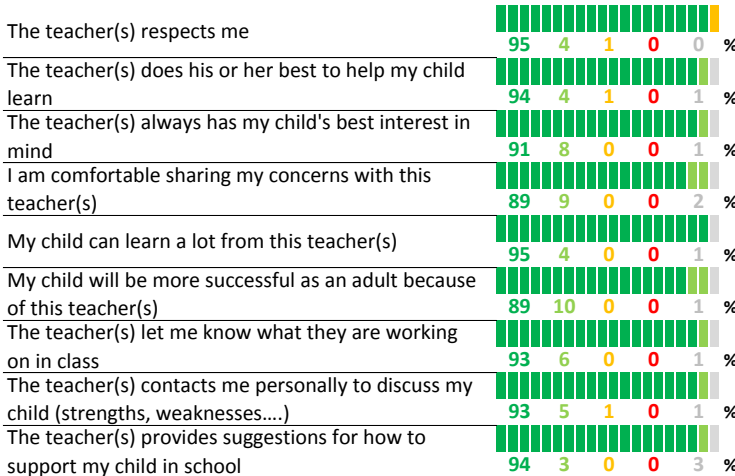 The teacher(s) respects me
95 4 1 0 0 %
The teacher(s) does his or her best to help my child
learn
94 4 1 0 1 %
The teacher(s) always has my child's best interest in
mind
91 8 0 0 1 %
I am comfortable sharing my concerns with this
teacher(s)
89 9 0 0 2 %
My child can learn a lot from this teacher(s)
95 4 0 0 1 %
My child will be more successful as an adult because
of this teacher(s)
89 10 0 0 1 %
The teacher(s) let me know what they are working
on in class
93 6 0 0 1 %
The teacher(s) contacts me personally to discuss my
child (strengths, weaknesses….)
93 5 1 0 1 %
The teacher(s) provides suggestions for how to
support my child in school
94 3 0 0 3 %